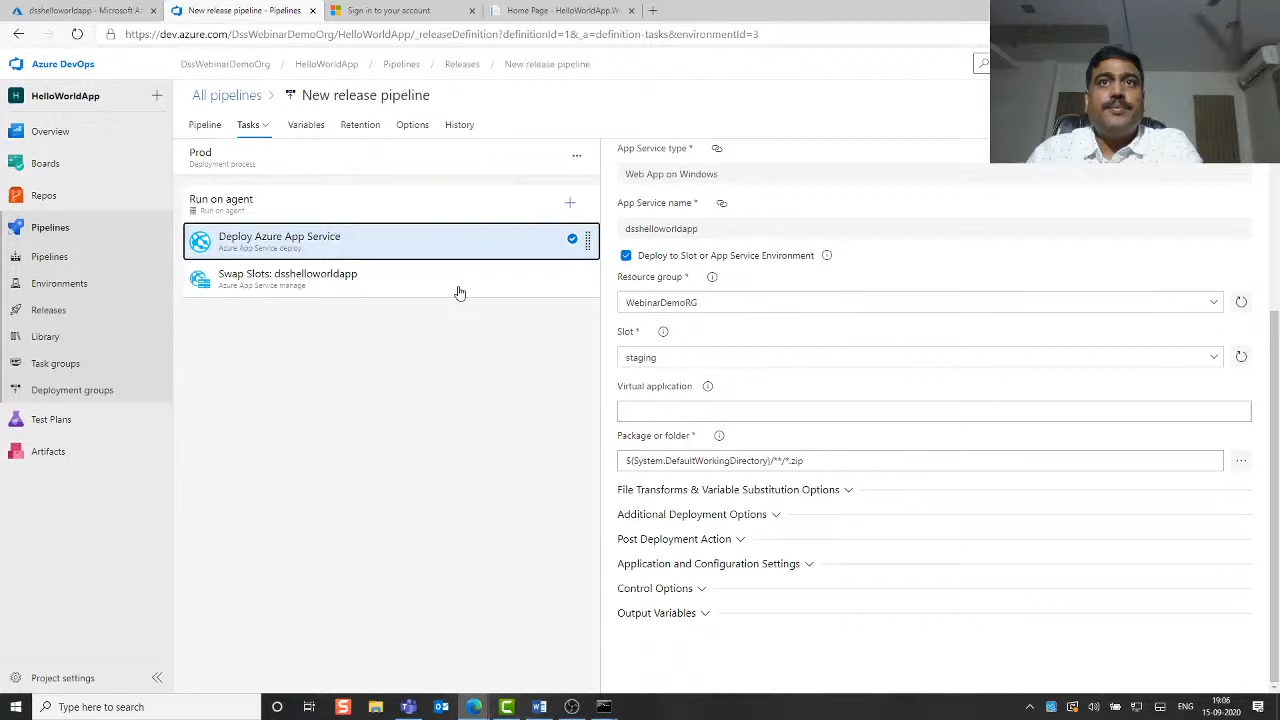 dsshelloworldapp - Microsoft Az
New release pipeline - Pipelines
Sign in to your account
Home Page - HelloWorldApp.W
https://dev.azure.com/DssWebinarDemoOrg/HelloWorldApp/_releaseDefinition?definitionId=1&_a=definition-tasks&environmentId=3
Azure DevOps
DssWebinarDemoOrg / HelloWorldApp / Pipelines / Releases / New release pipeline
HelloWorldApp
All pipelines > New release pipeline
Pipeline Tasks Variables Retention Options History
Overview
Boards
Repos
Pipelines
Pipelines
Environments
Releases
Library
Task groups
Deployment groups
Test Plans
Artifacts
Project settings
Prod
Deployment process
Run on agent
Run on agent
Deploy Azure App Service
Azure App Service deploy
Swap Slots: dsshelloworldapp
Azure App Service manage
App Service type *
Web App on Windows
App Service name *
dsshelloworldapp
Deploy to Slot or App Service Environment
Resource group *
WebinarDemoRG
Slot *
staging
Virtual application
Package or folder *
$(System.DefaultWorkingDirectory)/**/*.zip
File Transforms & Variable Substitution Options
Additional Deployment Options
Post Deployment Action
Application and Configuration Settings
Control Options
Output Variables
Type here to search
ENG
19:06
15-09-2020